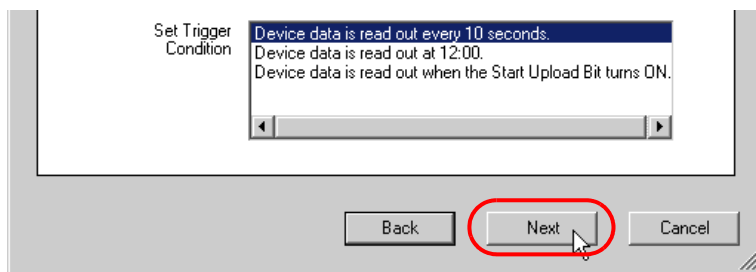 Set Trigger
Condition
Device data is read out every 10 seconds.
Device data is read out at 12:00.
Device data is read out when the Start Upload Bit turns ON.
Back
Next
Cancel